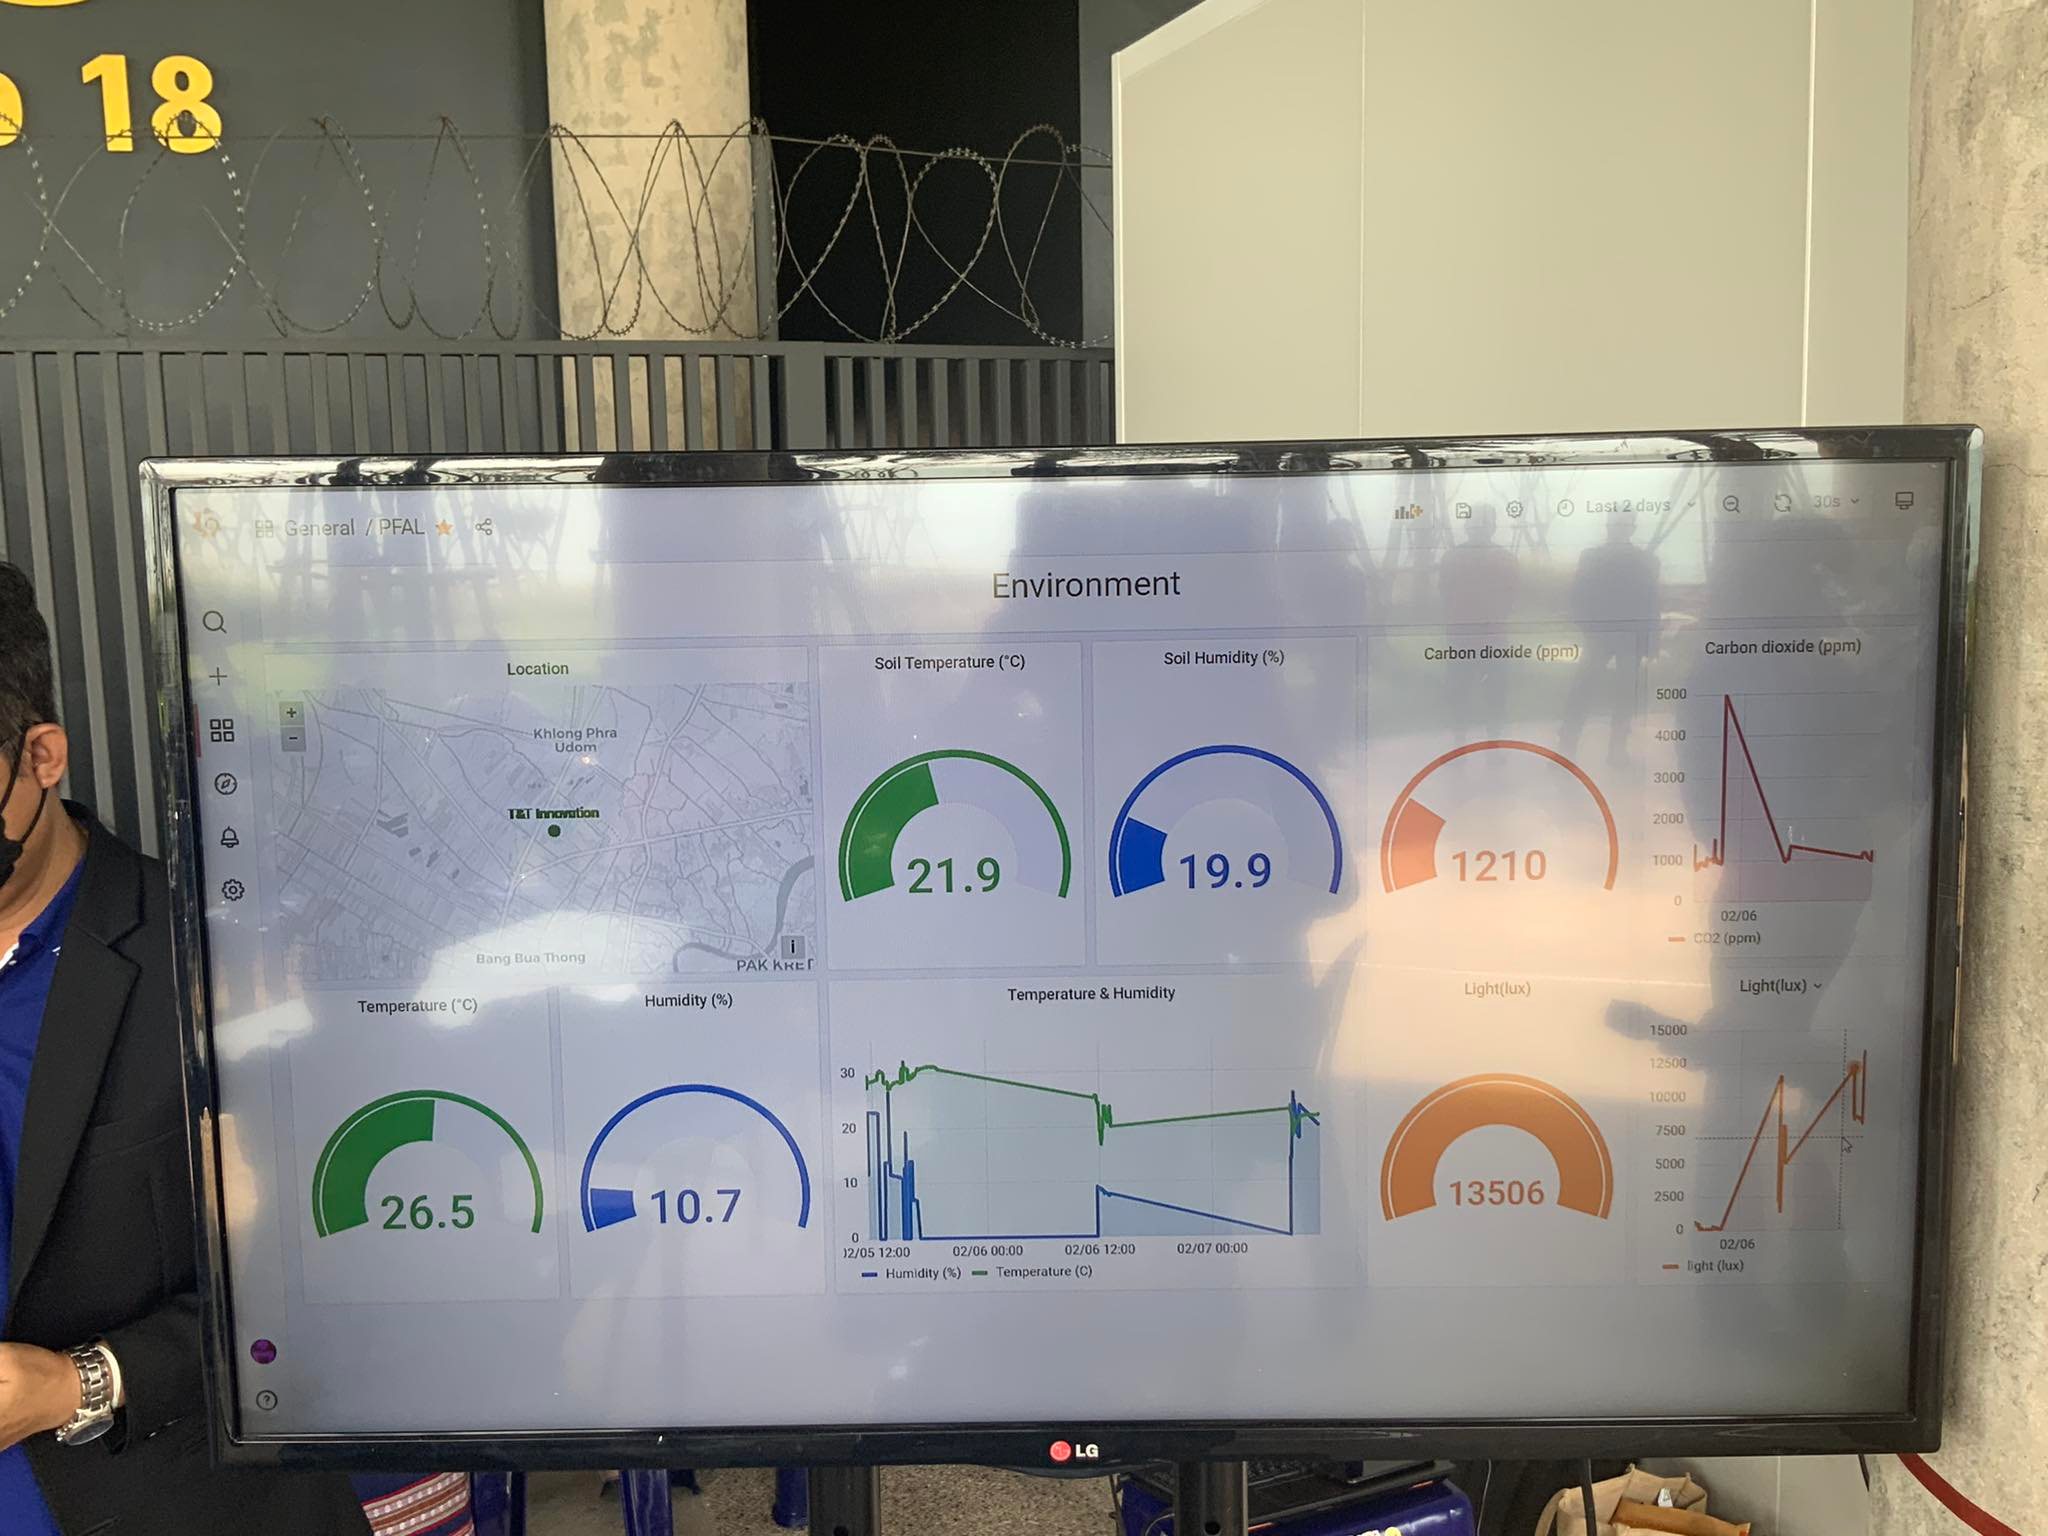 18
General / PFAL
Last 2 days
30s
Environment
Location
+
-
Khlong Phra
Udom
T&T Innovation
Bang Bua Thong
PAK KRET
i
Soil Temperature (°C)
21.9
Soil Humidity (%)
19.9
Carbon dioxide (ppm)
1210
Carbon dioxide (ppm)
5000
4000
3000
2000
1000
0
02/06
CO2 (ppm)
Temperature (°C)
26.5
Humidity (%)
10.7
Temperature & Humidity
30
20
10
0
02/05 12:00 02/06 00:00 02/06 12:00 02/07 00:00
Humidity (%) Temperature (C)
Light(lux)
13506
Light(lux)
15000
12500
10000
7500
5000
2500
0
02/06
light (lux)
?
LG